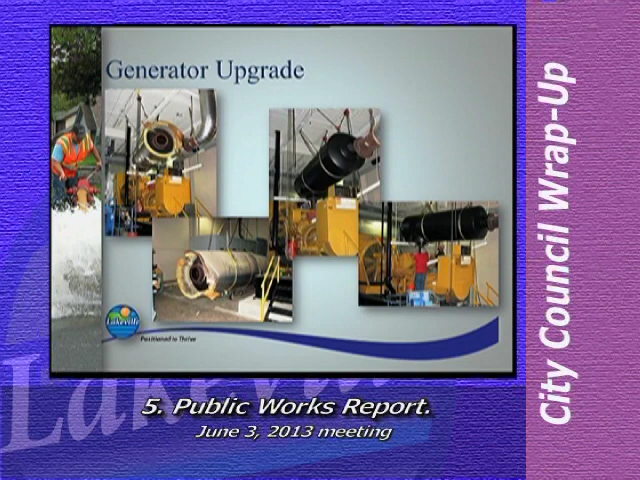 Generator Upgrade
Lakeville
Positioned to Thrive
5. Public Works Report.
June 3, 2013 meeting
City Council Wrap-Up
Lakeville